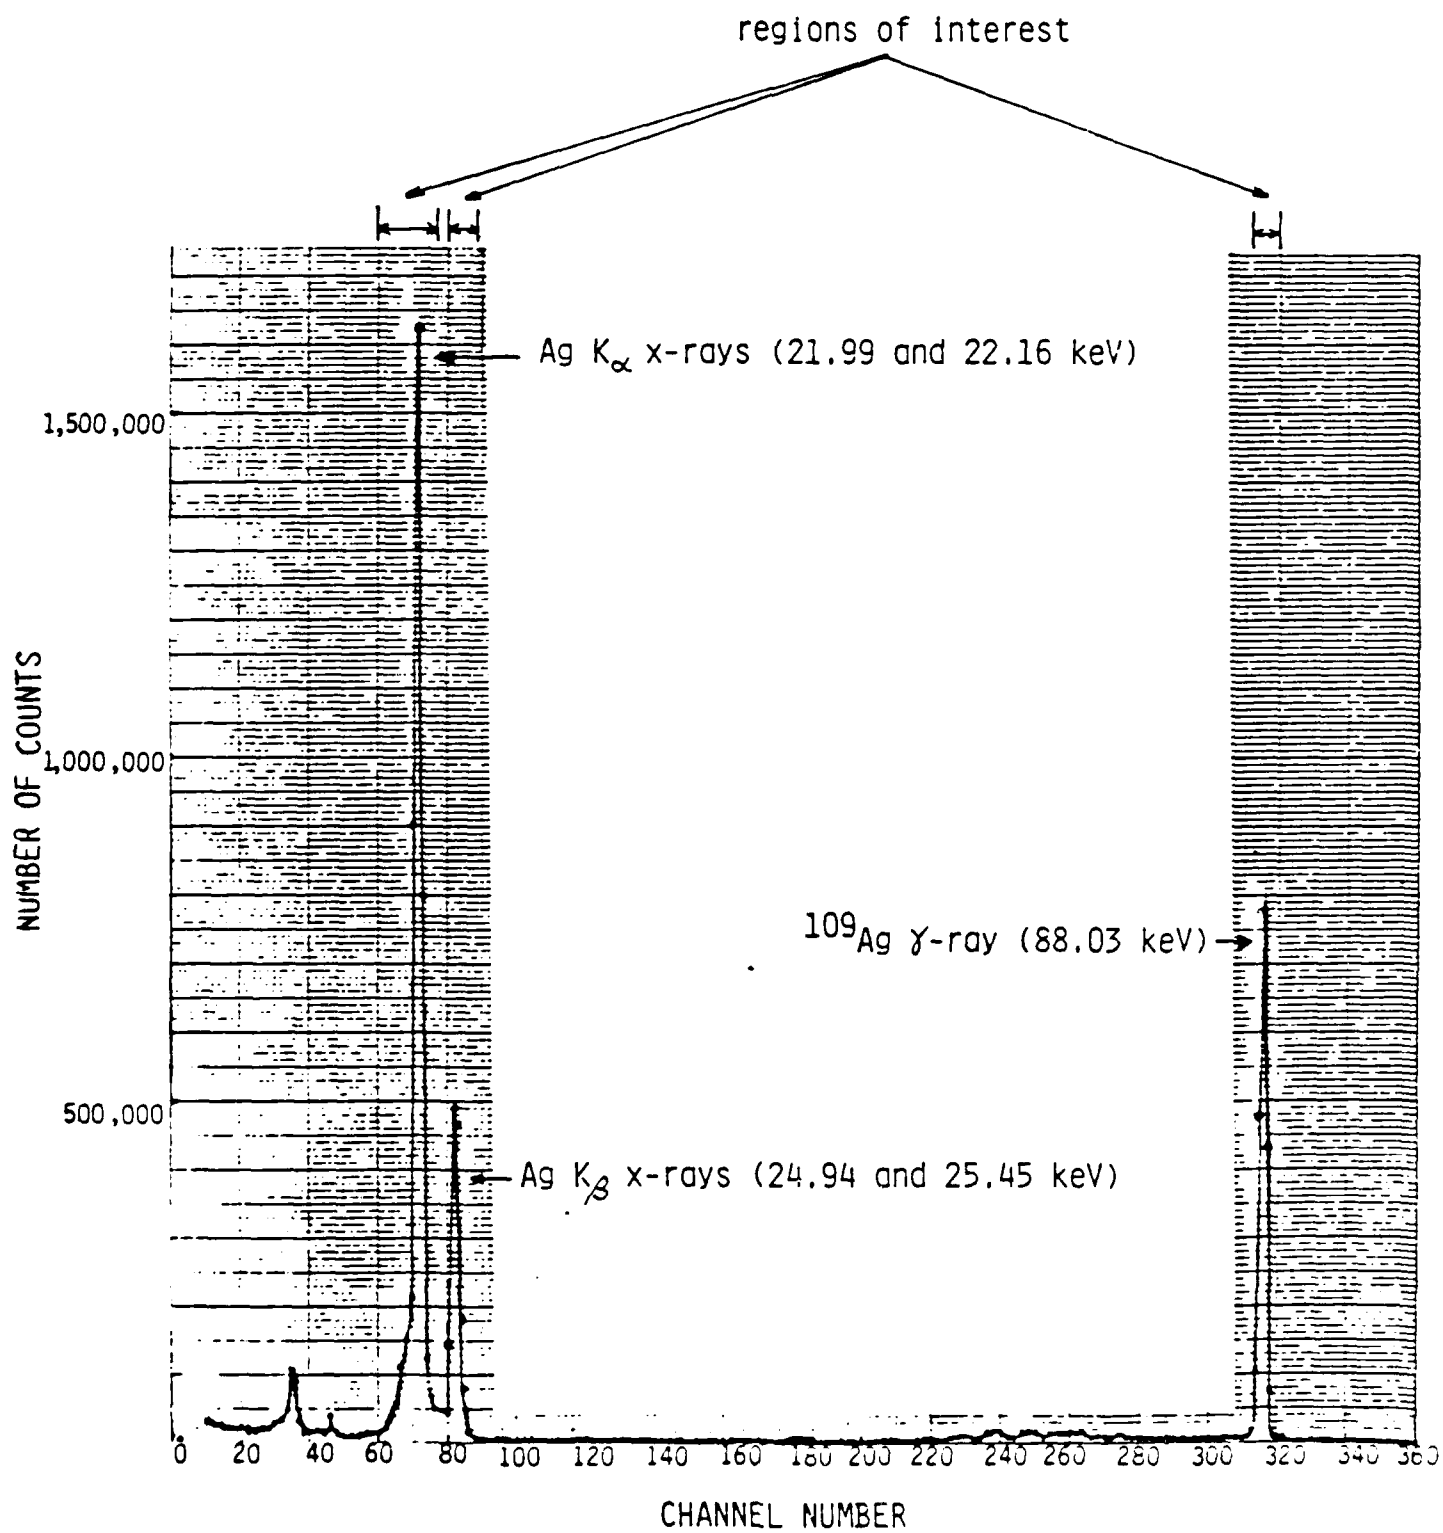 regions of interest
Ag Kα x-rays (21.99 and 22.16 keV)
1,500,000
1,000,000
NUMBER OF COUNTS
109Ag γ-ray (88.03 keV)
500,000
Ag Kβ x-rays (24.94 and 25.45 keV)
0 20 40 60 80 100 120 140 160 180 200 220 240 260 280 300 320 340 360
CHANNEL NUMBER